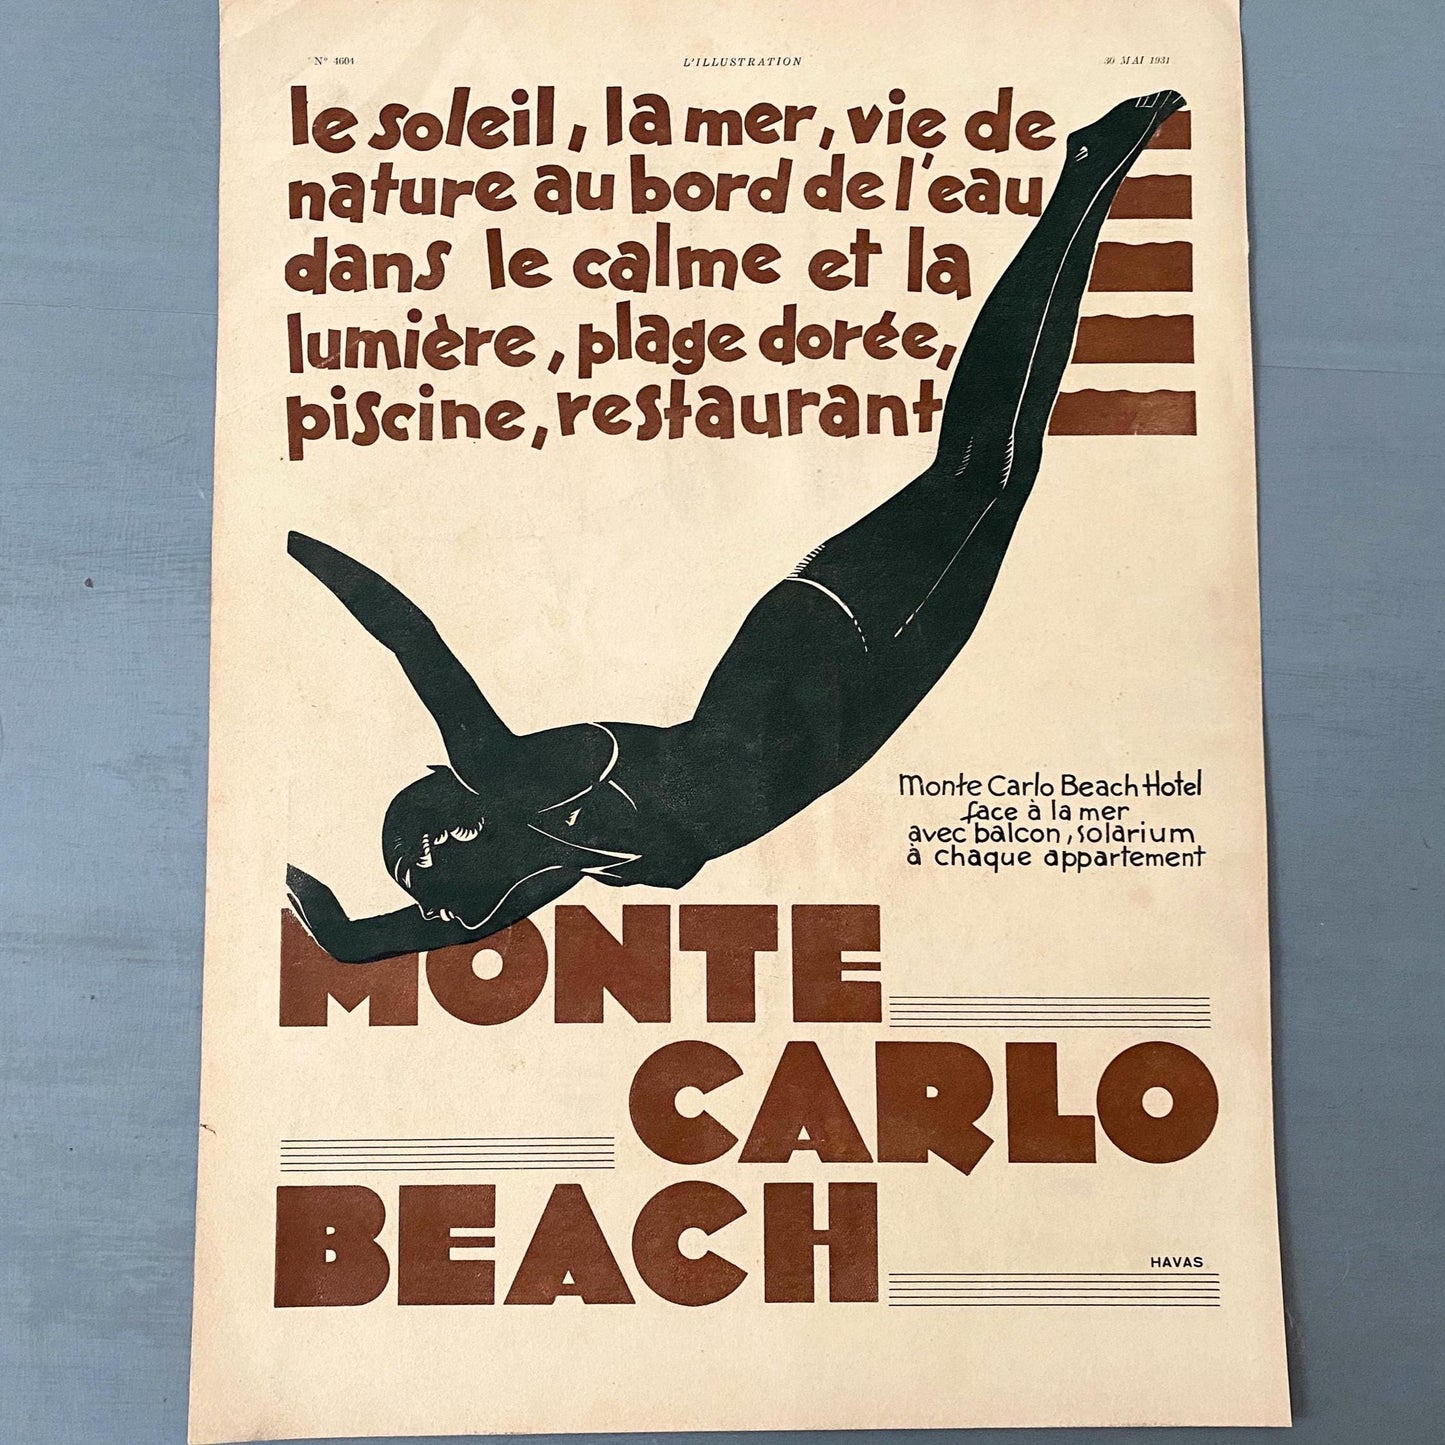 N° 4604 L'ILLUSTRATION 30 MAI 1931
le soleil, la mer, vie de
nature au bord de l'eau
dans le calme et la
lumière, plage dorée,
piscine, restaurant
Monte Carlo Beach Hotel
face à la mer
avec balcon, solarium
à chaque appartement
MONTE
CARLO
BEACH
HAVAS